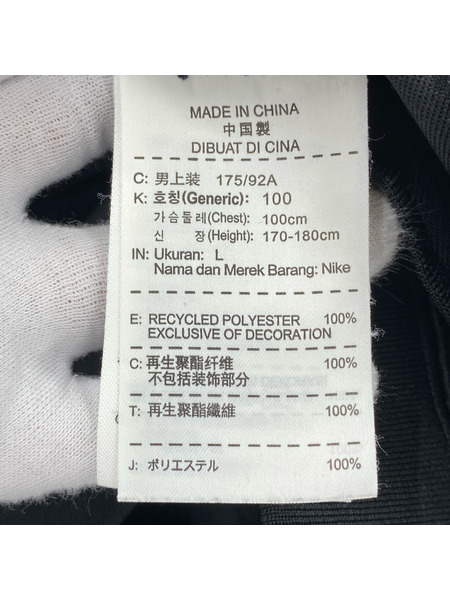 MADE IN CHINA
中国製
DIBUAT DI CINA
C: 男上装 175/92A
K: 호칭(Generic): 100
가슴둘레(Chest): 100cm
신 장(Height): 170-180cm
IN: Ukuran: L
Nama dan Merek Barang: Nike
E: RECYCLED POLYESTER 100%
EXCLUSIVE OF DECORATION
C: 再生聚酯纤维 100%
不包括装饰部分
T: 再生聚酯纖維 100%
J: ポリエステル 100%